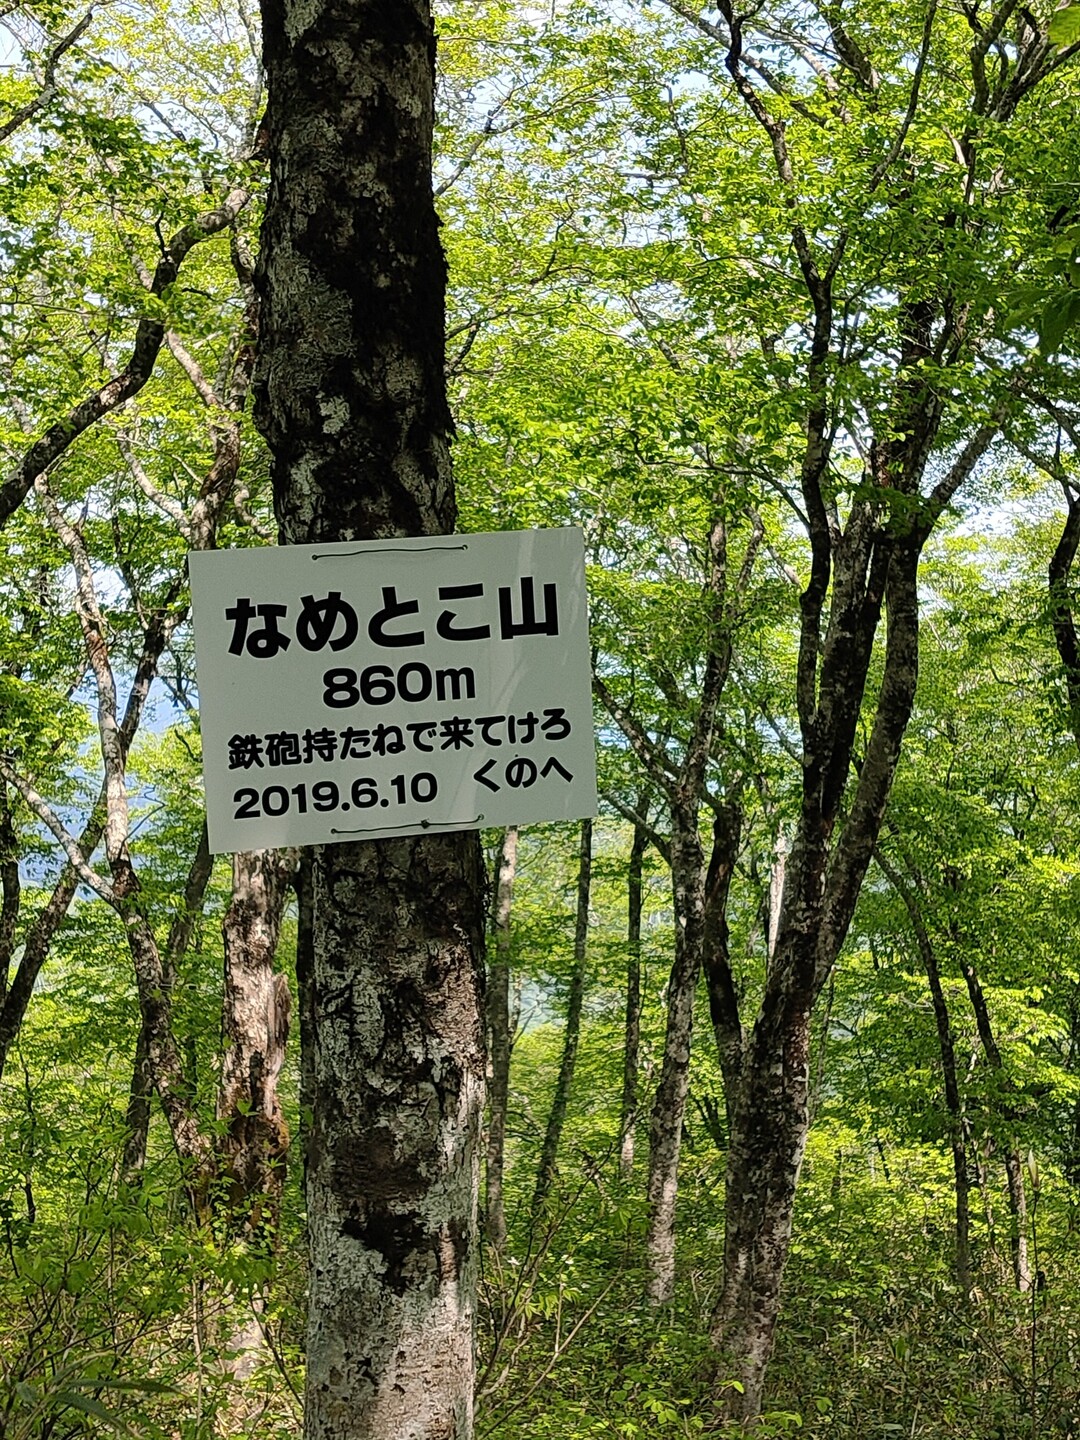 なめとこ山
860m
鉄砲持たねで来てけろ
2019.6.10 くのへ